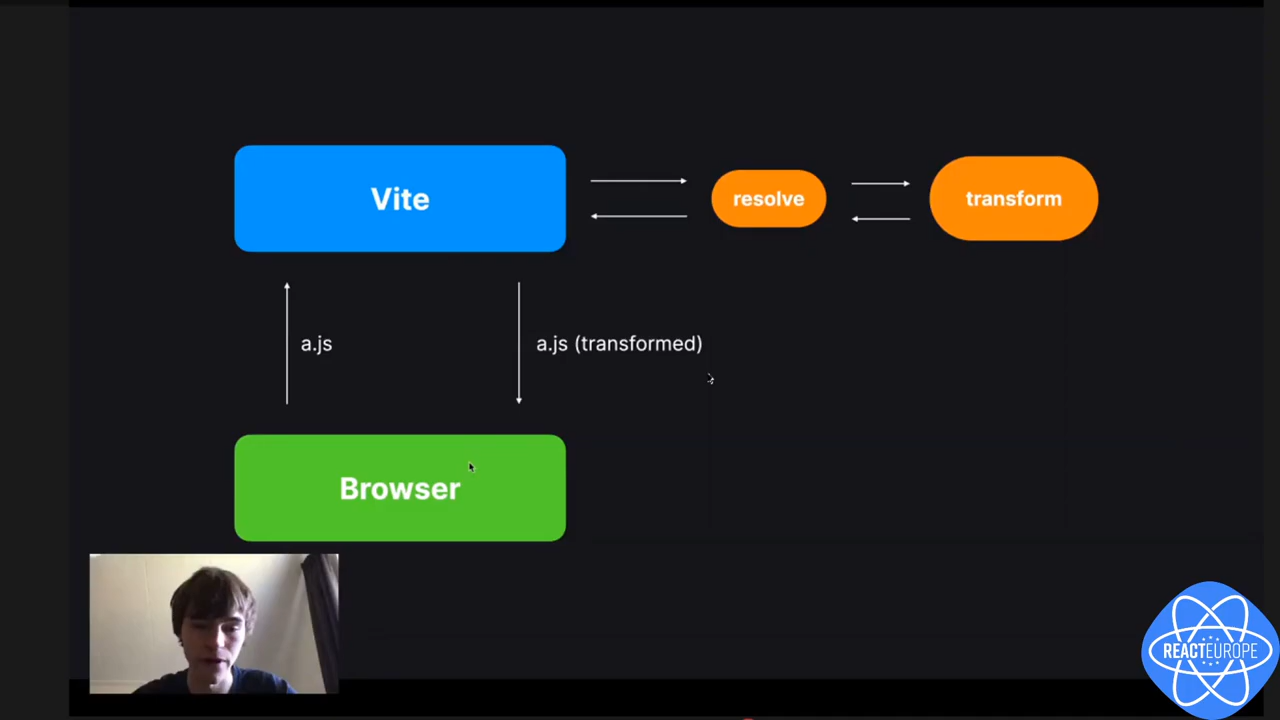 Vite
resolve
transform
a.js
a.js (transformed)
Browser
REACTEUROPE